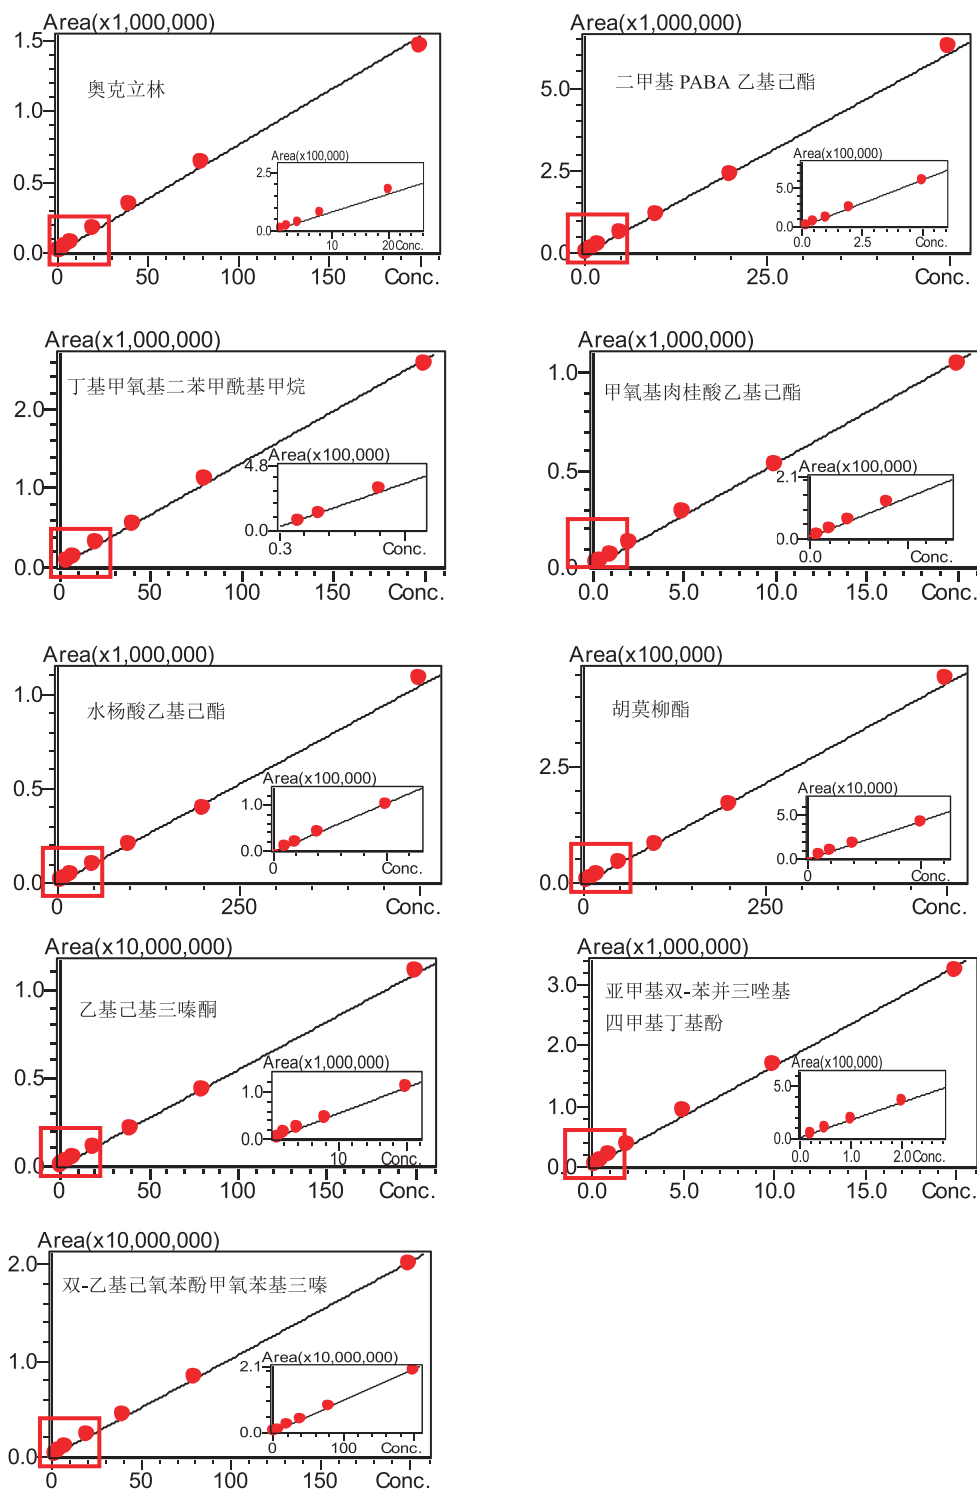 Area(x1,000,000)
1.5
1.0
0.5
0.0
奥克立林
Area(x100,000)
2.5
0.0
10
20Conc.
50
100
150
Conc.
Area(x1,000,000)
5.0
2.5
0.0
二甲基 PABA 乙基己酯
Area(x100,000)
5.0
0.0
0.0
2.5
Conc.
0.0
25.0
Conc.
Area(x1,000,000)
2.0
1.0
0.0
丁基甲氧基二苯甲酰基甲烷
Area(x100,000)
4.8
0.0
0.3
Conc.
0
50
100
150
Conc.
Area(x1,000,000)
1.0
0.5
0.0
甲氧基肉桂酸乙基己酯
Area(x100,000)
2.1
0.0
0.0
Conc.
0.0
5.0
10.0
15.0
Conc.
Area(x1,000,000)
1.0
0.5
0.0
水杨酸乙基己酯
Area(x100,000)
1.0
0.0
0
Conc.
0
250
Conc.
Area(x100,000)
2.5
0.0
胡莫柳酯
Area(x10,000)
5.0
0.0
0
Conc.
0
250
Conc.
Area(x10,000,000)
1.0
0.5
0.0
乙基己基三嗪酮
Area(x1,000,000)
1.0
0.0
10
Conc.
0
50
100
150
Conc.
Area(x1,000,000)
3.0
2.0
1.0
0.0
亚甲基双-苯并三唑基
四甲基丁基酚
Area(x100,000)
5.0
0.0
0.0
1.0
2.0
Conc.
0.0
5.0
10.0
15.0
Conc.
Area(x10,000,000)
2.0
1.0
0.0
双-乙基己氧苯酚甲氧苯基三嗪
Area(x10,000,000)
2.1
0.0
0
100
Conc.
0
50
100
150
Conc.